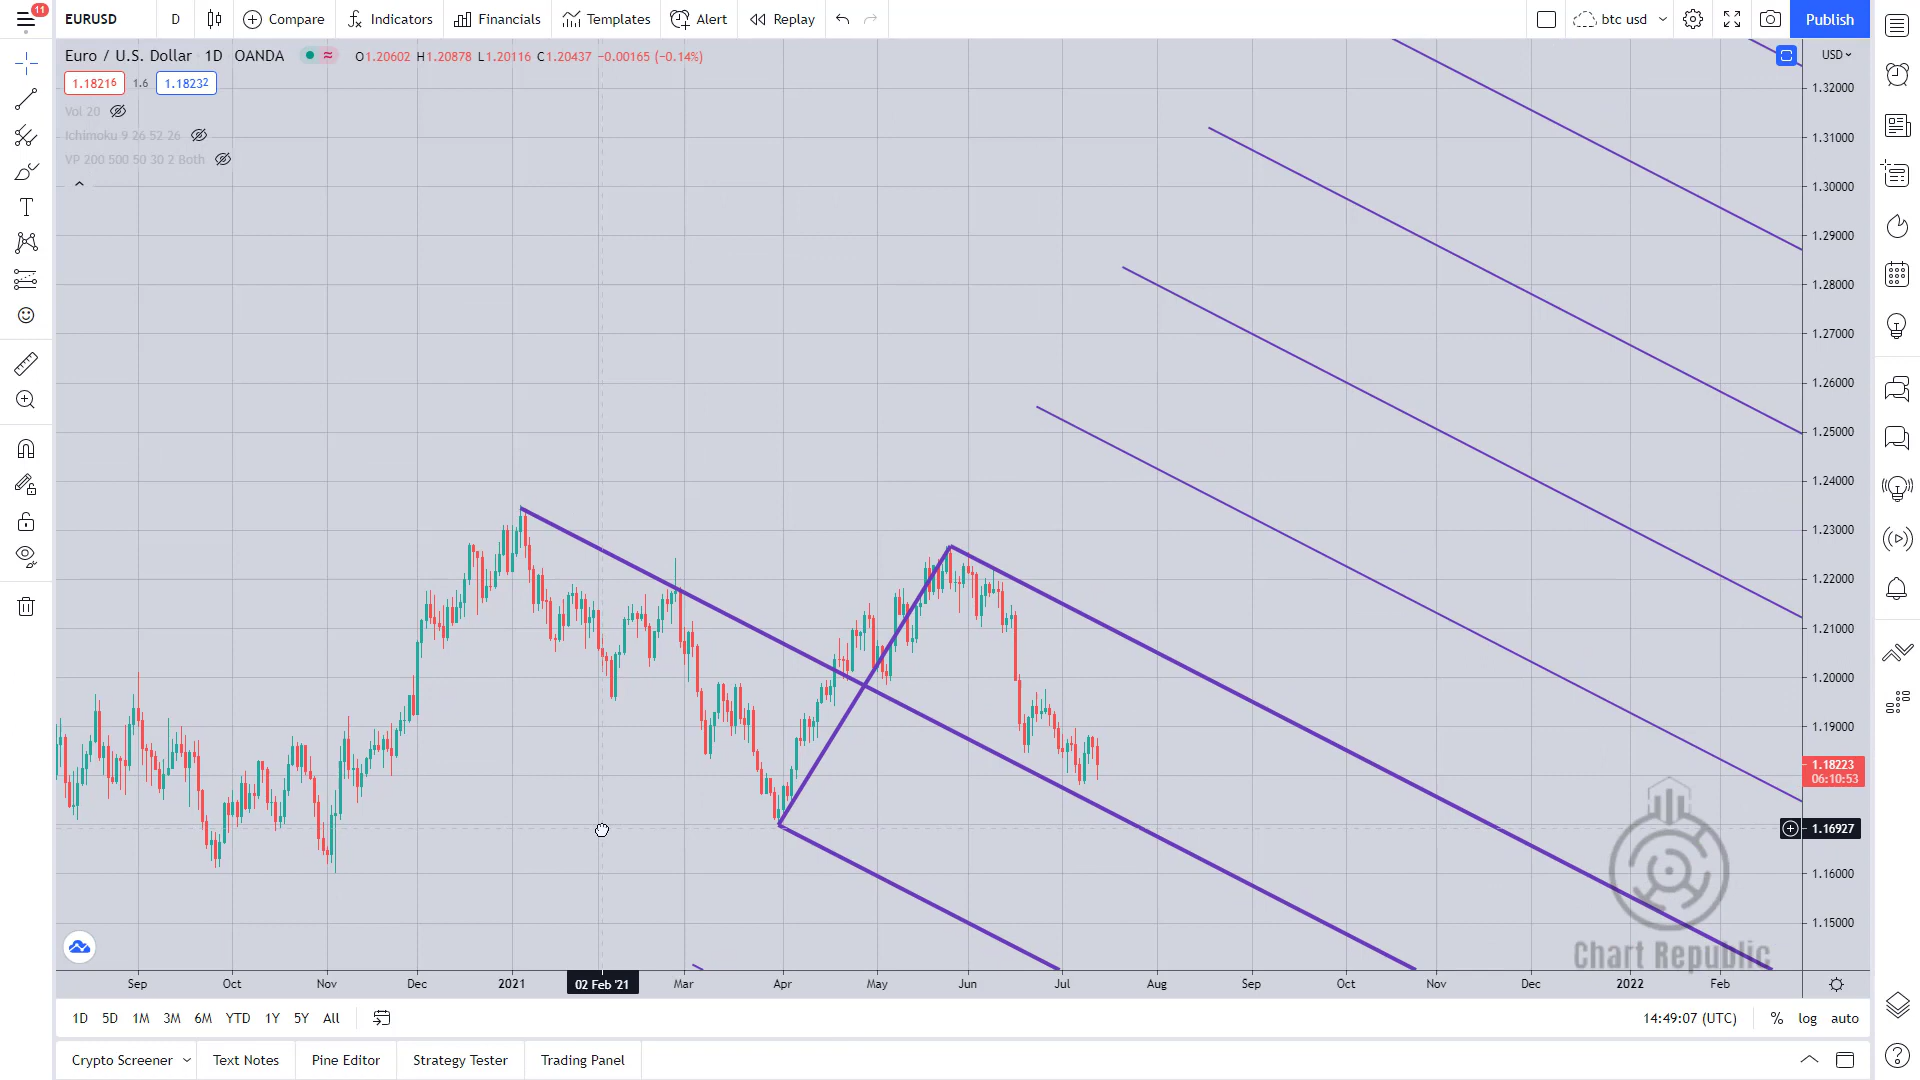 11
EURUSD D Compare Indicators Financials Templates Alert Replay btc usd Publish
Euro / U.S. Dollar 1D OANDA O1.20602 H1.20878 L1.20116 C1.20437 −0.00165 (−0.14%) USD
1.18216 1.6 1.18232
Vol 20
Ichimoku 9 26 52 26
VP 200 500 50 30 2 Both
1.32000
1.31000
1.30000
1.29000
1.28000
1.27000
1.26000
1.25000
1.24000
1.23000
1.22000
1.21000
1.20000
1.19000
1.18223
06:10:53
1.16927
1.16000
1.15000
Chart Republic
Sep Oct Nov Dec 2021 02 Feb '21 Mar Apr May Jun Jul Aug Sep Oct Nov Dec 2022 Feb
1D 5D 1M 3M 6M YTD 1Y 5Y All 14:49:07 (UTC) % log auto
Crypto Screener Text Notes Pine Editor Strategy Tester Trading Panel